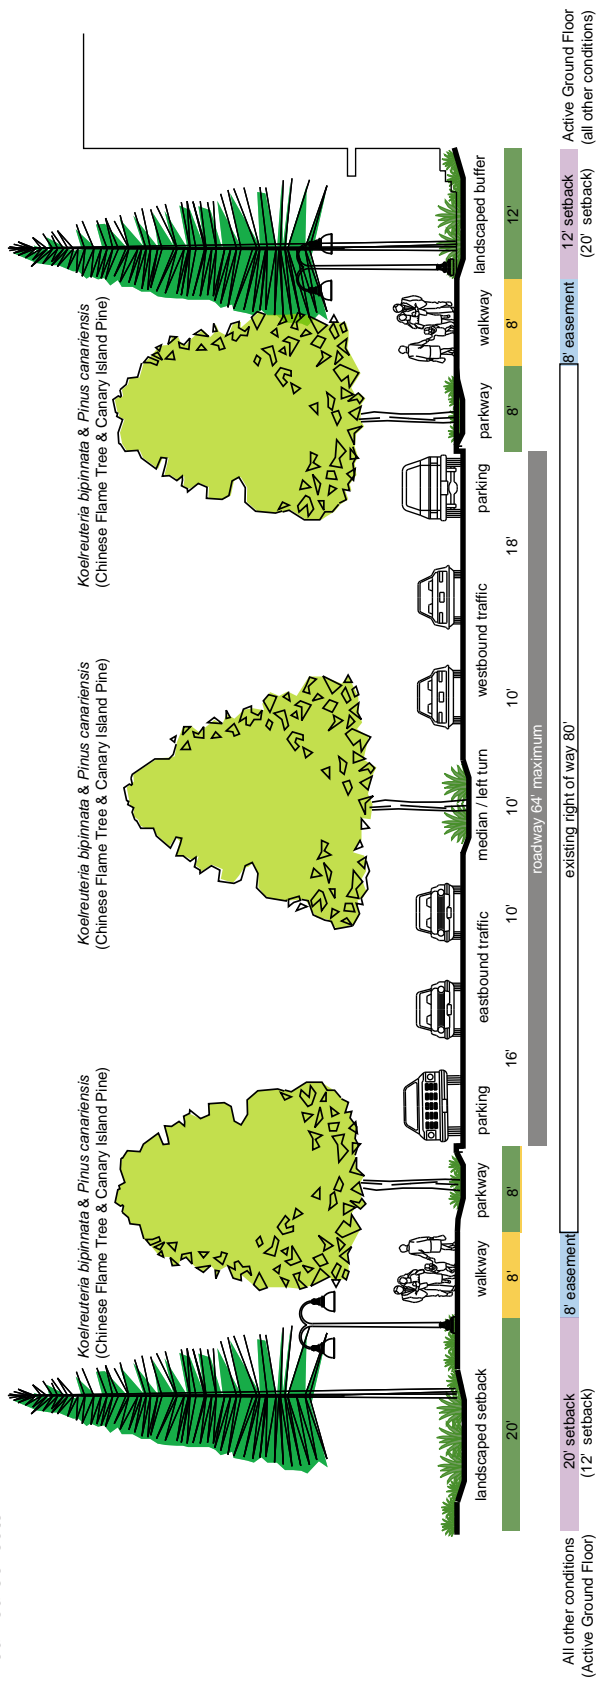 Koelreuteria bipinnata & Pinus canariensis
(Chinese Flame Tree & Canary Island Pine)
Koelreuteria bipinnata & Pinus canariensis
(Chinese Flame Tree & Canary Island Pine)
Koelreuteria bipinnata & Pinus canariensis
(Chinese Flame Tree & Canary Island Pine)
landscaped setback
walkway
parkway
parking
eastbound traffic
median / left turn
westbound traffic
parking
parkway
walkway
landscaped buffer
20'
8'
8'
16'
10'
10'
10'
18'
8'
8'
12'
roadway 64' maximum
All other conditions
(Active Ground Floor)
20' setback
(12' setback)
8' easement
existing right of way 80'
8' easement
12' setback
(20' setback)
Active Ground Floor
(all other conditions)